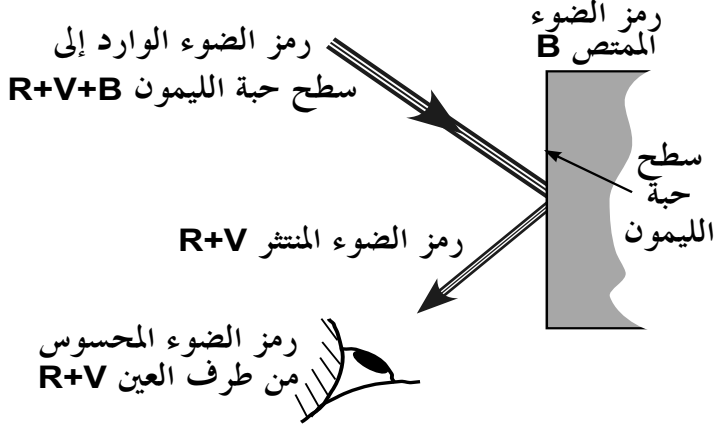 رمز الضوء
الممتص B
رمز الضوء الوارد إلى
سطح حبة الليمون R+V+B
سطح
حبة
الليمون
رمز الضوء المنتثر R+V
رمز الضوء المحسوس
من طرف العين R+V